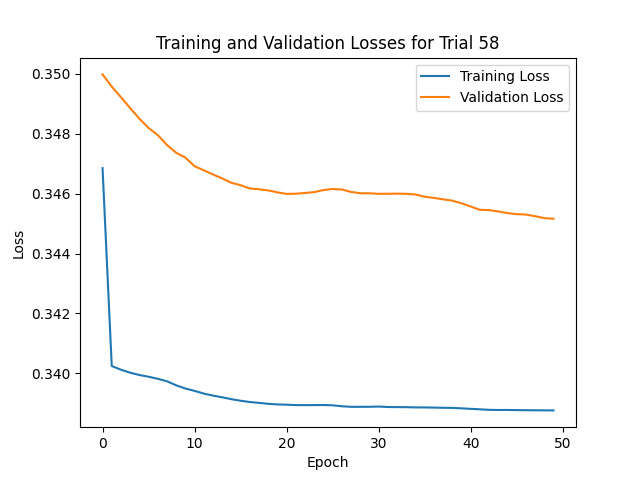 Training and Validation Losses for Trial 58
Training Loss
Validation Loss
Loss
0.350
0.348
0.346
0.344
0.342
0.340
0 10 20 30 40 50
Epoch